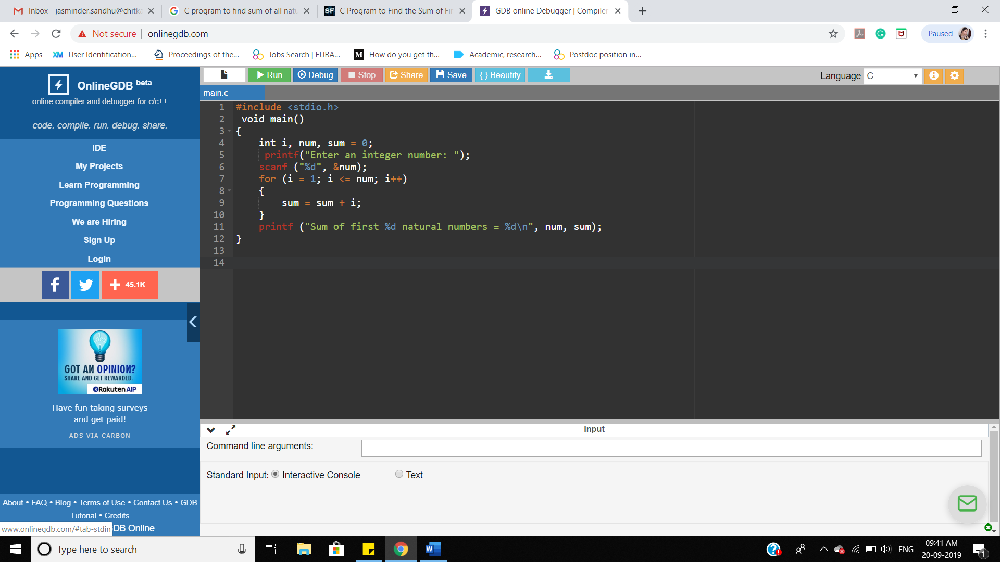 Inbox - jasminder.sandhu@chitka
C program to find sum of all natu
SF C Program to Find the Sum of Fir
GDB online Debugger | Compiler
Not secure | onlinegdb.com
Paused
Apps
XM User Identification...
Proceedings of the...
Jobs Search | EURA...
M How do you get th...
Academic, research...
Postdoc position in...
OnlineGDB beta
online compiler and debugger for c/c++
code. compile. run. debug. share.
IDE
My Projects
Learn Programming
Programming Questions
We are Hiring
Sign Up
Login
45.1K
GOT AN OPINION?
SHARE AND GET REWARDED.
Rakuten AIP
Have fun taking surveys
and get paid!
ADS VIA CARBON
About • FAQ • Blog • Terms of Use • Contact Us • GDB
Tutorial • Credits
DB Online
www.onlinegdb.com/#tab-stdin
Run Debug Stop Share Save { } Beautify
Language C
main.c
1 #include <stdio.h>
2 void main()
3 {
4 int i, num, sum = 0;
5 printf("Enter an integer number: ");
6 scanf ("%d", &num);
7 for (i = 1; i <= num; i++)
8 {
9 sum = sum + i;
10 }
11 printf ("Sum of first %d natural numbers = %d\n", num, sum);
12 }
13
14
input
Command line arguments:
Standard Input: Interactive Console Text
Type here to search
ENG
09:41 AM
20-09-2019
1